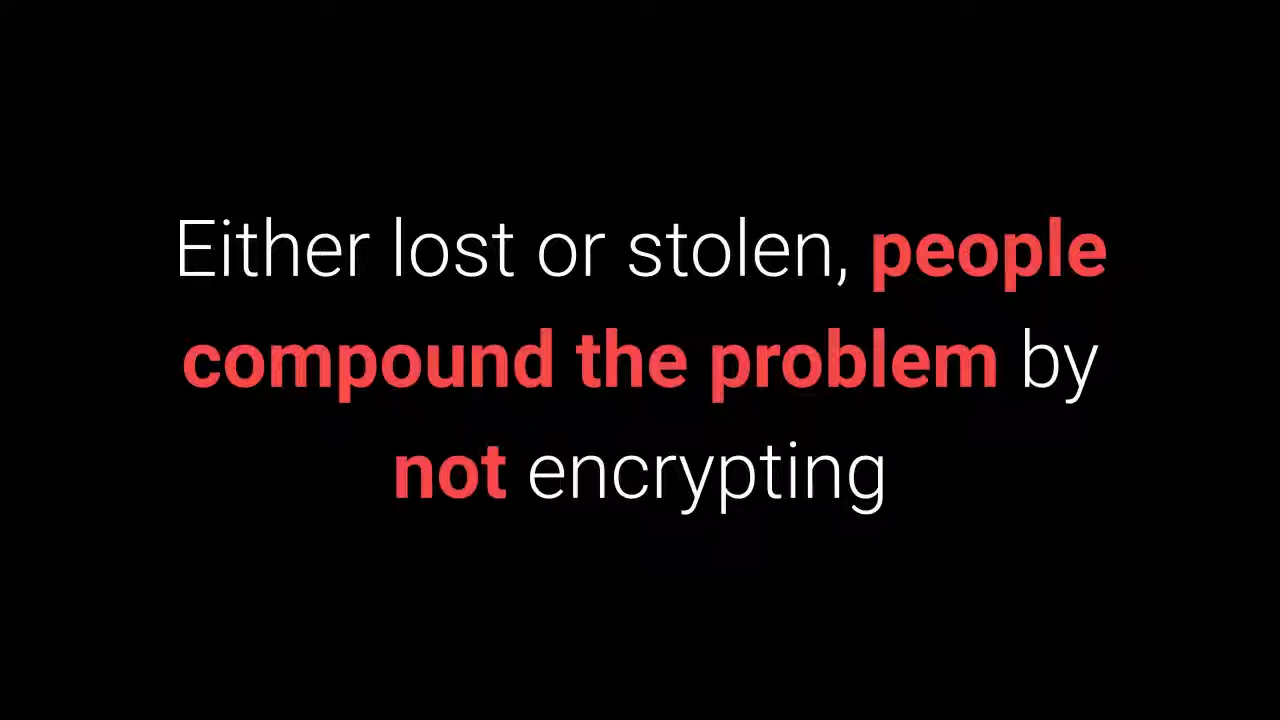 Either lost or stolen, people
compound the problem by
not encrypting